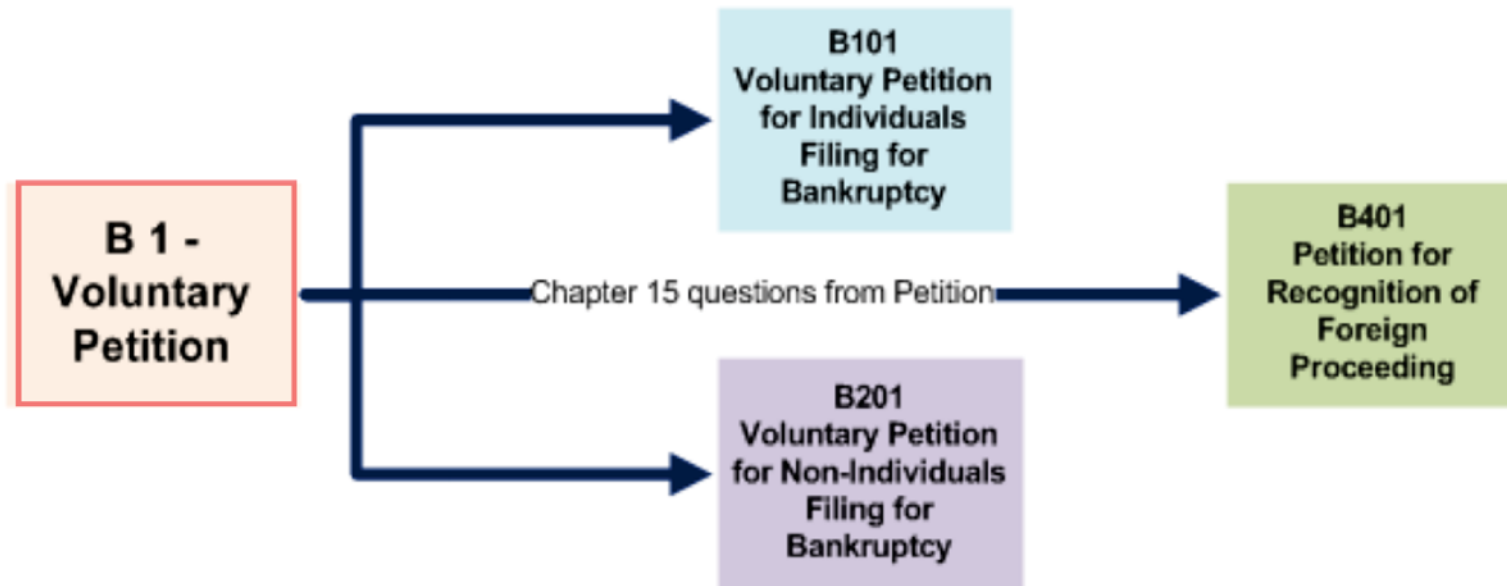 B 1 -
Voluntary
Petition
B101
Voluntary Petition
for Individuals
Filing for
Bankruptcy
Chapter 15 questions from Petition
B201
Voluntary Petition
for Non-Individuals
Filing for
Bankruptcy
B401
Petition for
Recognition of
Foreign
Proceeding